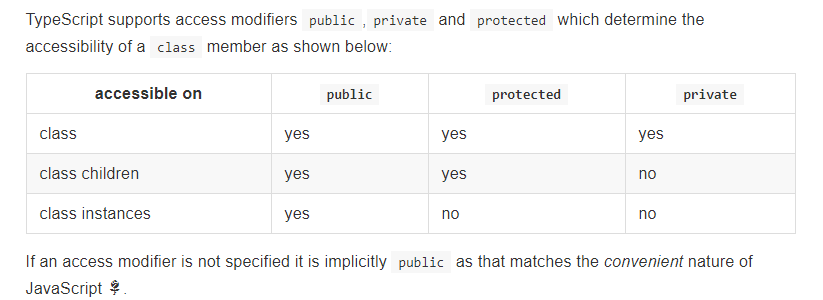 TypeScript supports access modifiers public , private and protected which determine the
accessibility of a class member as shown below:
accessible on public protected private
class yes yes yes
class children yes yes no
class instances yes no no
If an access modifier is not specified it is implicitly public as that matches the convenient nature of
JavaScript 🌹.